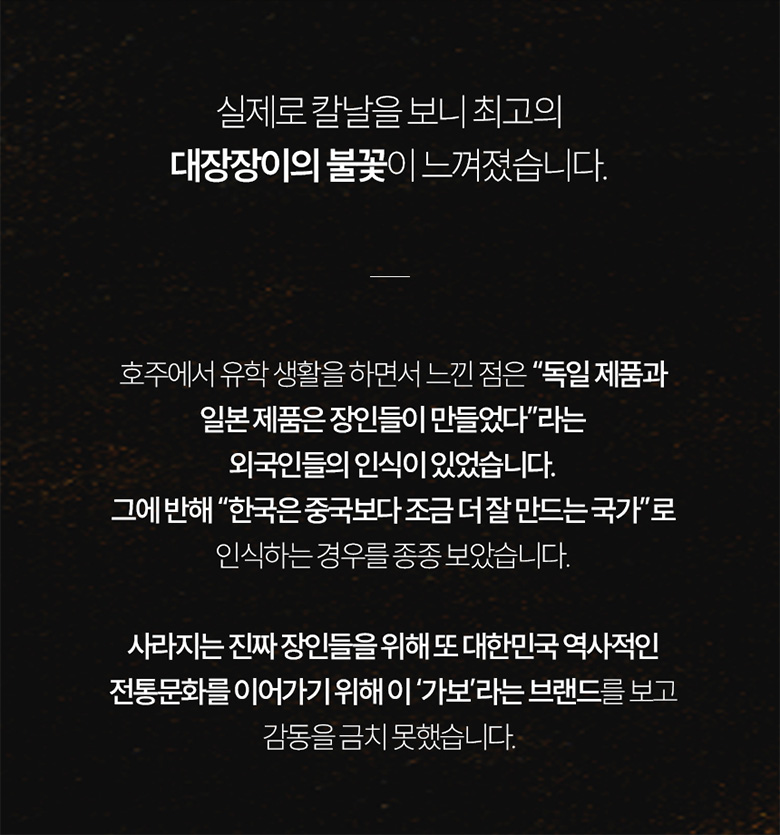 실제로 칼날을 보니 최고의
대장장이의 불꽃이 느껴졌습니다.
호주에서 유학 생활을 하면서 느낀 점은 “독일 제품과
일본 제품은 장인들이 만들었다”라는
외국인들의 인식이 있었습니다.
그에 반해 “한국은 중국보다 조금 더 잘 만드는 국가”로
인식하는 경우를 종종 보았습니다.
사라지는 진짜 장인들을 위해 또 대한민국 역사적인
전통문화를 이어가기 위해 이 ‘가보’라는 브랜드를 보고
감동을 금치 못했습니다.